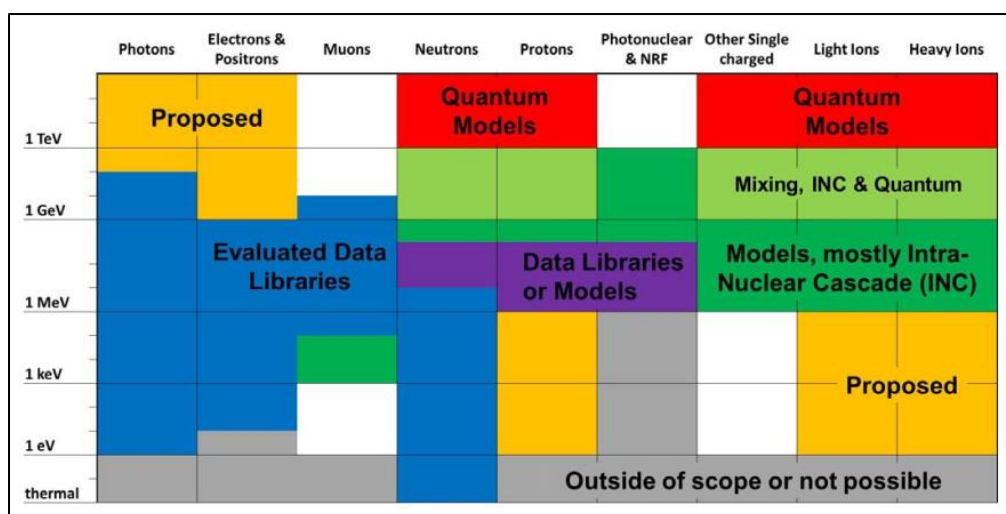 Photons
Electrons &
Positrons
Muons
Neutrons
Protons
Photonuclear
& NRF
Other Single
charged
Light Ions
Heavy Ions
Proposed
Quantum
Models
Quantum
Models
1 TeV
Mixing, INC & Quantum
1 GeV
Evaluated Data
Libraries
Data Libraries
or Models
Models, mostly Intra-
Nuclear Cascade (INC)
1 MeV
1 keV
Proposed
1 eV
Outside of scope or not possible
thermal